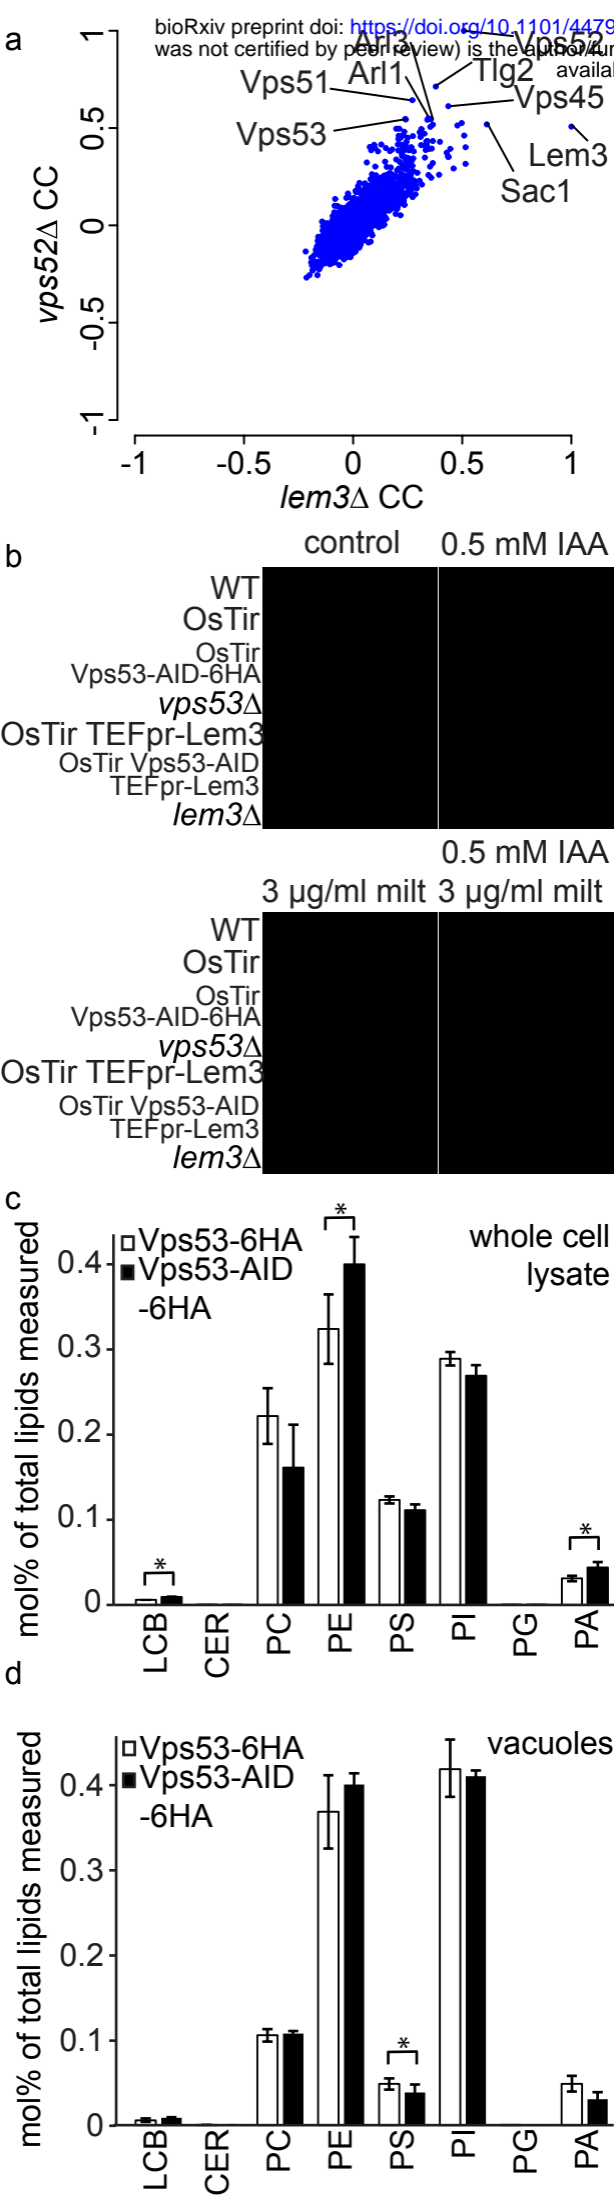 a
bioRxiv preprint doi: https://doi.org/10.1101/4479
was not certified by peer review) is the author/fun
availal
Arl3
Vps52
Arl1
Tlg2
Vps51
Vps45
Vps53
Lem3
Sac1
vps52Δ CC
1
0.5
0
-0.5
-1
-1 -0.5 0 0.5 1
lem3Δ CC
b
control 0.5 mM IAA
WT
OsTir
OsTir
Vps53-AID-6HA
vps53Δ
OsTir TEFpr-Lem3
OsTir Vps53-AID
TEFpr-Lem3
lem3Δ
0.5 mM IAA
3 µg/ml milt 3 µg/ml milt
WT
OsTir
OsTir
Vps53-AID-6HA
vps53Δ
OsTir TEFpr-Lem3
OsTir Vps53-AID
TEFpr-Lem3
lem3Δ
c
mol% of total lipids measured
Vps53-6HA
Vps53-AID
-6HA
whole cell
lysate
0.4
0.3
0.2
0.1
0
*
*
*
LCB CER PC PE PS PI PG PA
d
mol% of total lipids measured
Vps53-6HA
Vps53-AID
-6HA
vacuoles
0.4
0.3
0.2
0.1
0
*
LCB CER PC PE PS PI PG PA